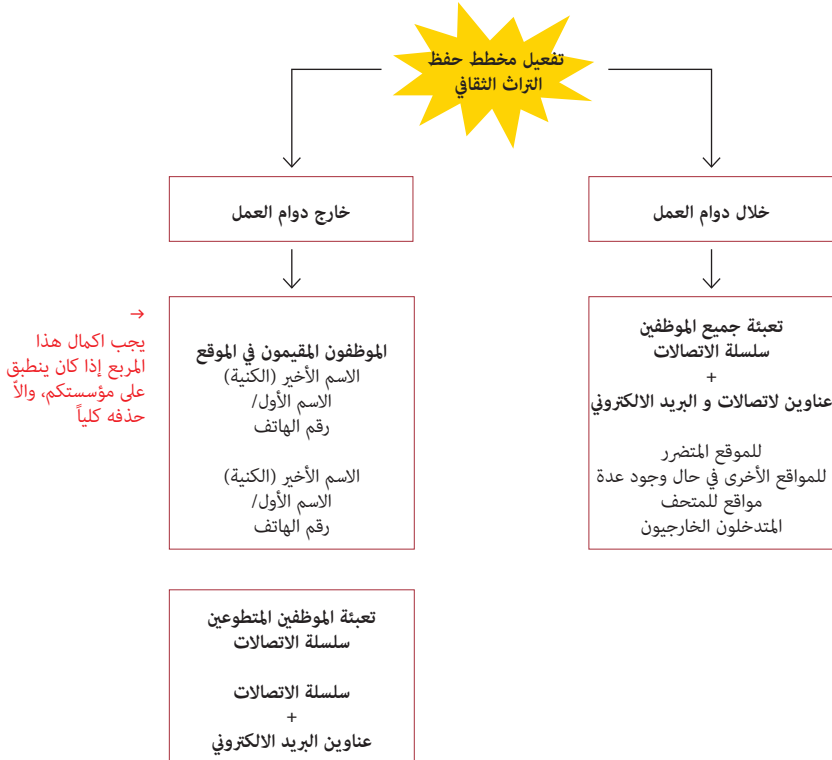 تفعيل مخطط حفظ
التراث الثقافي
خلال دوام العمل
خارج دوام العمل
تعبئة جميع الموظفين
سلسلة الاتصالات
+
عناوين لاتصالات و البريد الالكتروني
للموقع المتضرر
للمواقع الأخرى في حال وجود عدة
مواقع للمتحف
المتدخلون الخارجيون
الموظفون المقيمون في الموقع
الاسم الأخير (الكنية)
الاسم الأول/
رقم الهاتف
الاسم الأخير (الكنية)
الاسم الأول/
رقم الهاتف
يجب اكمال هذا
المربع إذا كان ينطبق
على مؤسستكم، والاّ
حذفه كلياً
تعبئة الموظفين المتطوعين
سلسلة الاتصالات
سلسلة الاتصالات
+
عناوين البريد الالكتروني